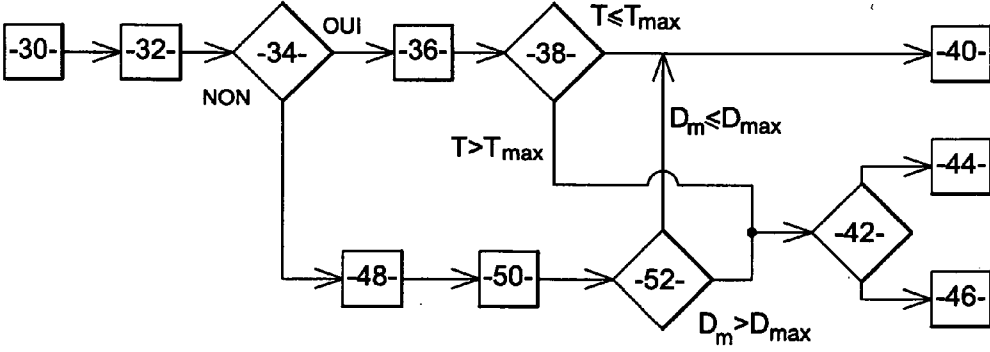 T≤Tmax
OUI
-30-
-32-
-34-
-36-
-38-
-40-
NON
Dm≤Dmax
T>Tmax
-44-
-42-
-48-
-50-
-52-
-46-
Dm>Dmax